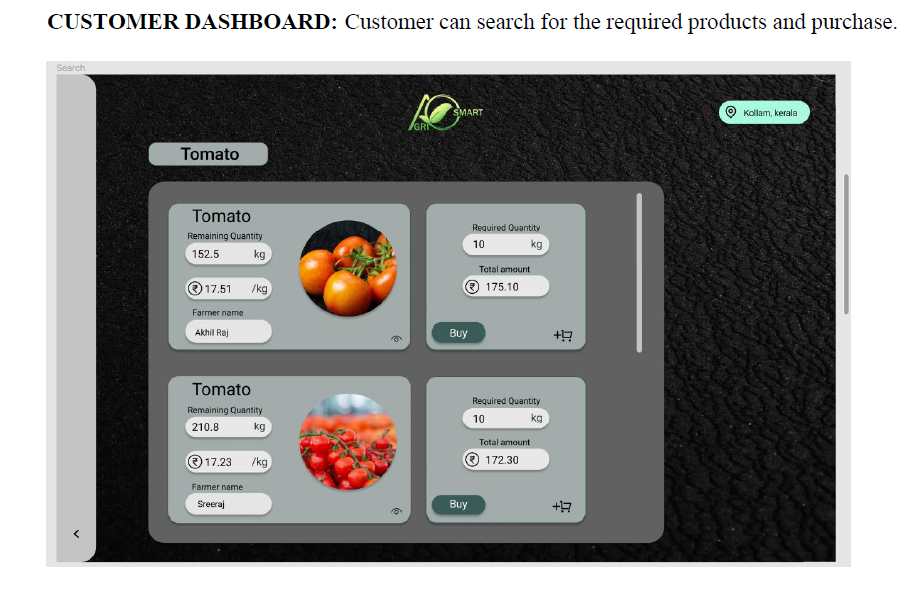 CUSTOMER DASHBOARD: Customer can search for the required products and purchase.
Search
AGRI SMART
Kollam, kerala
Tomato
Tomato
Remaining Quantity
152.5 kg
₹ 17.51 /kg
Farmer name
Akhil Raj
Required Quantity
10 kg
Total amount
₹ 175.10
Buy
Tomato
Remaining Quantity
210.8 kg
₹ 17.23 /kg
Farmer name
Sreeraj
Required Quantity
10 kg
Total amount
₹ 172.30
Buy